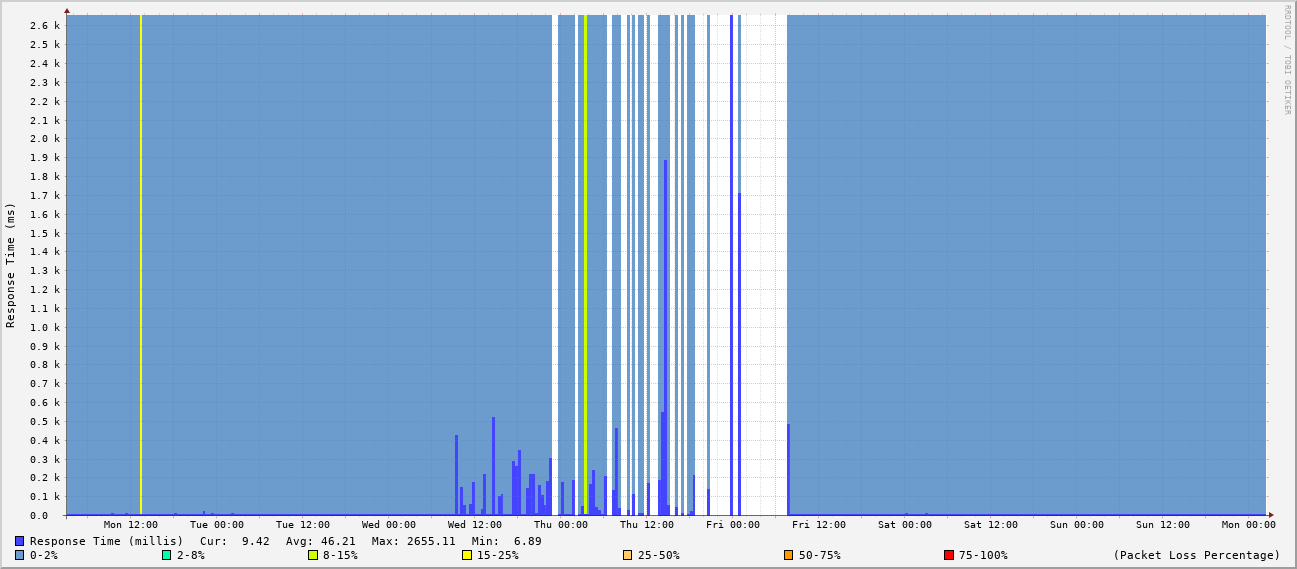 RRDTOOL / TOBI OETIKER
Response Time (ms)
2.6 k
2.5 k
2.4 k
2.3 k
2.2 k
2.1 k
2.0 k
1.9 k
1.8 k
1.7 k
1.6 k
1.5 k
1.4 k
1.3 k
1.2 k
1.1 k
1.0 k
0.9 k
0.8 k
0.7 k
0.6 k
0.5 k
0.4 k
0.3 k
0.2 k
0.1 k
0.0
Mon 12:00 Tue 00:00 Tue 12:00 Wed 00:00 Wed 12:00 Thu 00:00 Thu 12:00 Fri 00:00 Fri 12:00 Sat 00:00 Sat 12:00 Sun 00:00 Sun 12:00 Mon 00:00
Response Time (millis) Cur: 9.42 Avg: 46.21 Max: 2655.11 Min: 6.89
0-2% 2-8% 8-15% 15-25% 25-50% 50-75% 75-100% (Packet Loss Percentage)